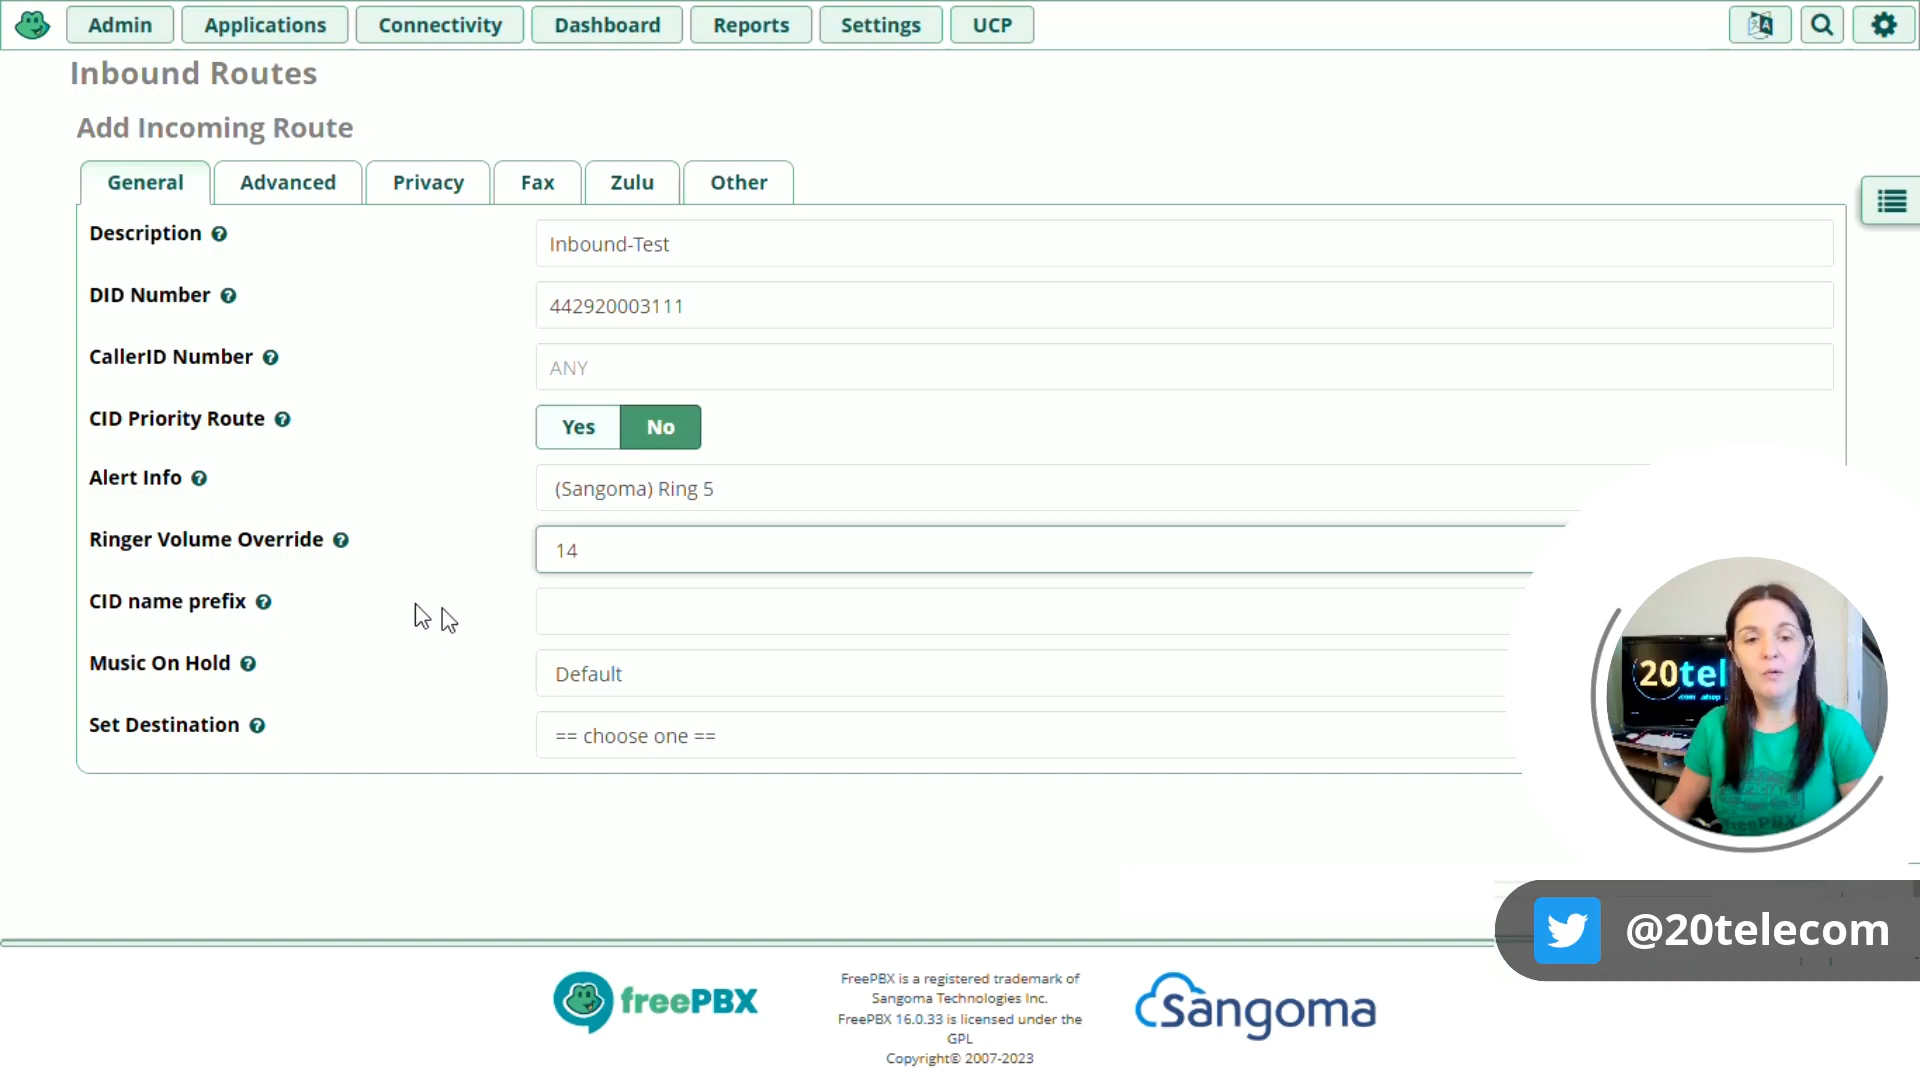 Admin
Applications
Connectivity
Dashboard
Reports
Settings
UCP
Inbound Routes
Add Incoming Route
General
Advanced
Privacy
Fax
Zulu
Other
Description
Inbound-Test
DID Number
442920003111
CallerID Number
ANY
CID Priority Route
Yes
No
Alert Info
(Sangoma) Ring 5
Ringer Volume Override
14
CID name prefix
Music On Hold
Default
Set Destination
== choose one ==
20tel
@20telecom
freePBX
FreePBX is a registered trademark of
Sangoma Technologies Inc.
FreePBX 16.0.33 is licensed under the
GPL
Copyright© 2007-2023
Sangoma